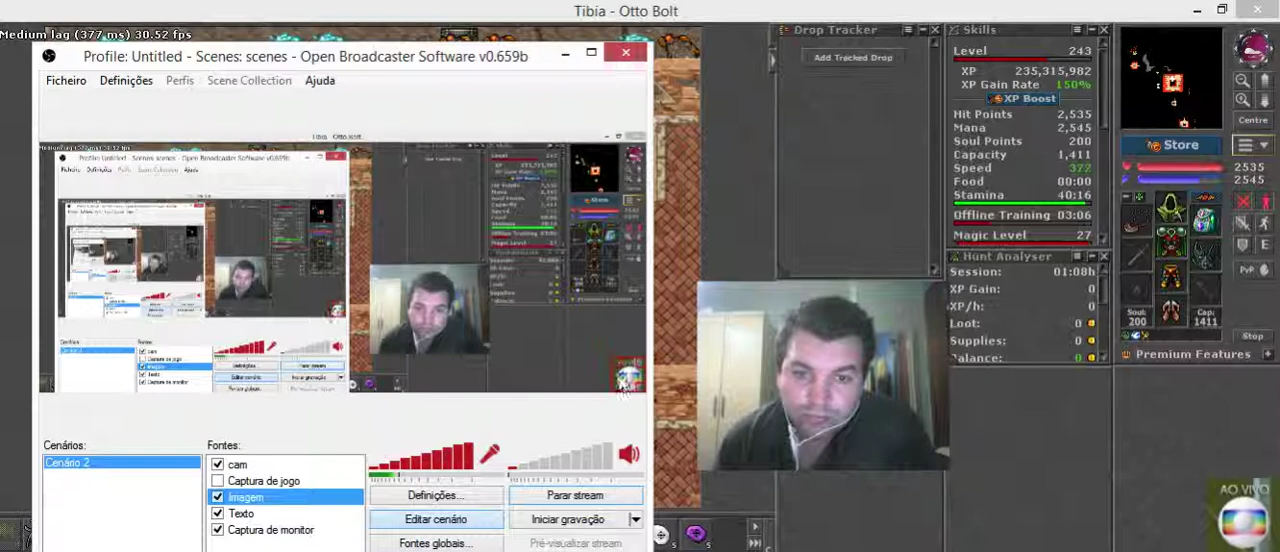 Tibia - Otto Bolt
Medium lag (377 ms) 30.52 fps
Profile: Untitled - Scenes: scenes - Open Broadcaster Software v0.659b
Ficheiro Definições Perfis Scene Collection Ajuda
Cenários:
Cenário 2
Fontes:
cam
Captura de jogo
Imagem
Texto
Captura de monitor
Definições...
Parar stream
Editar cenário
Iniciar gravação
Fontes globais...
Pré-visualizar stream
Drop Tracker
Add Tracked Drop
Skills
Level 243
XP 235,315,982
XP Gain Rate 150%
XP Boost
Hit Points 2,535
Mana 2,545
Soul Points 200
Capacity 1,411
Speed 372
Food 00:00
Stamina 40:16
Offline Training 03:06
Magic Level 27
Hunt Analyser
Session: 01:08h
XP Gain: 0
XP/h: 0
Loot: 0
Supplies: 0
Balance: 0
Centre
Store
2535
2545
E
PvP
Soul:
200
Cap:
1411
Stop
Premium Features
AO VIVO